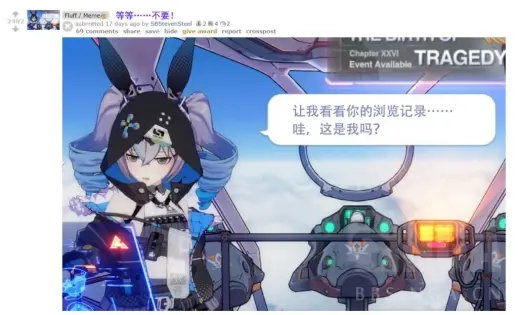 Fluff / Meme 等等……不要！
submitted 17 days ago by SBStevenSteel
69 comments share save hide give award report crosspost
THE BIRTH OF
Chapter XXVI
Event Available
TRAGEDY
让我看看你的浏览记录……
哇，这是我吗？